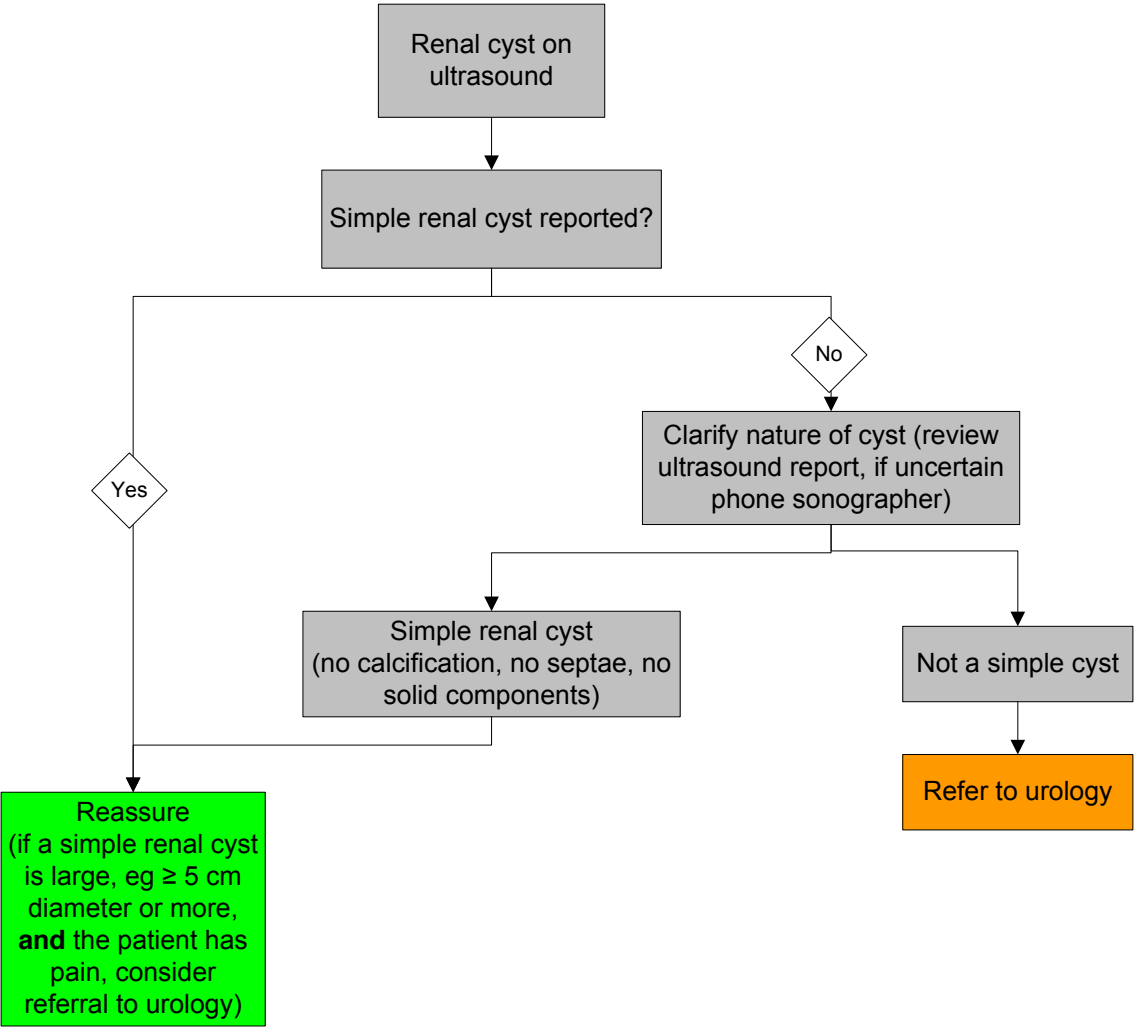 Renal cyst on
ultrasound
Simple renal cyst reported?
No
Clarify nature of cyst (review
ultrasound report, if uncertain
phone sonographer)
Yes
Simple renal cyst
(no calcification, no septae, no
solid components)
Not a simple cyst
Refer to urology
Reassure
(if a simple renal cyst
is large, eg ≥ 5 cm
diameter or more,
and the patient has
pain, consider
referral to urology)